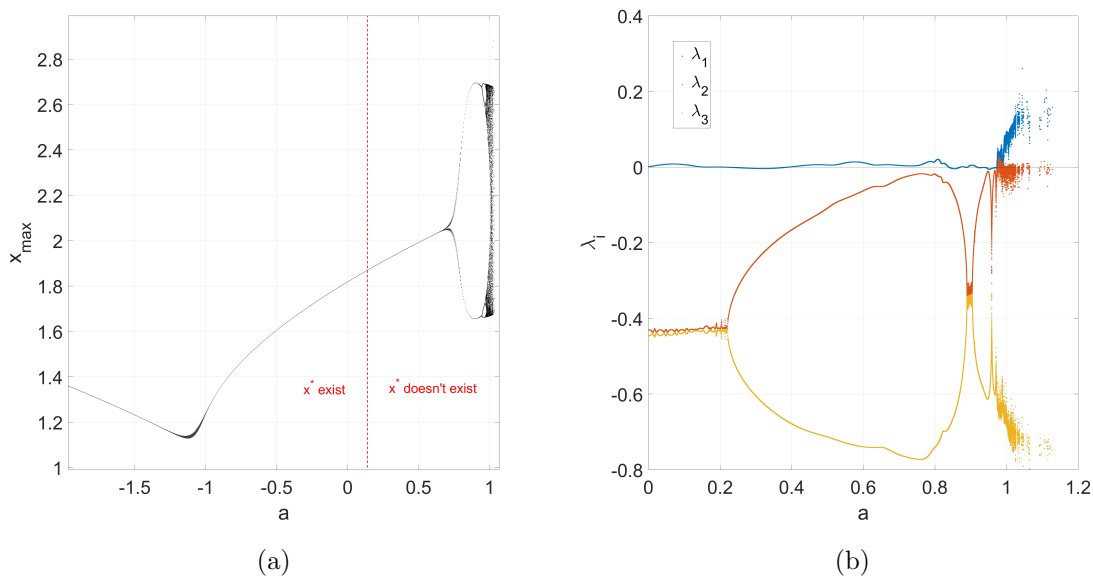 2.8
2.6
2.4
2.2
2
1.8
1.6
1.4
1.2
1
x_max
-1.5
-1
-0.5
0
0.5
1
a
x* exist
x* doesn't exist
(a)
0.4
0.2
0
-0.2
-0.4
-0.6
-0.8
λ_i
λ_1
λ_2
λ_3
0
0.2
0.4
0.6
0.8
1
1.2
a
(b)